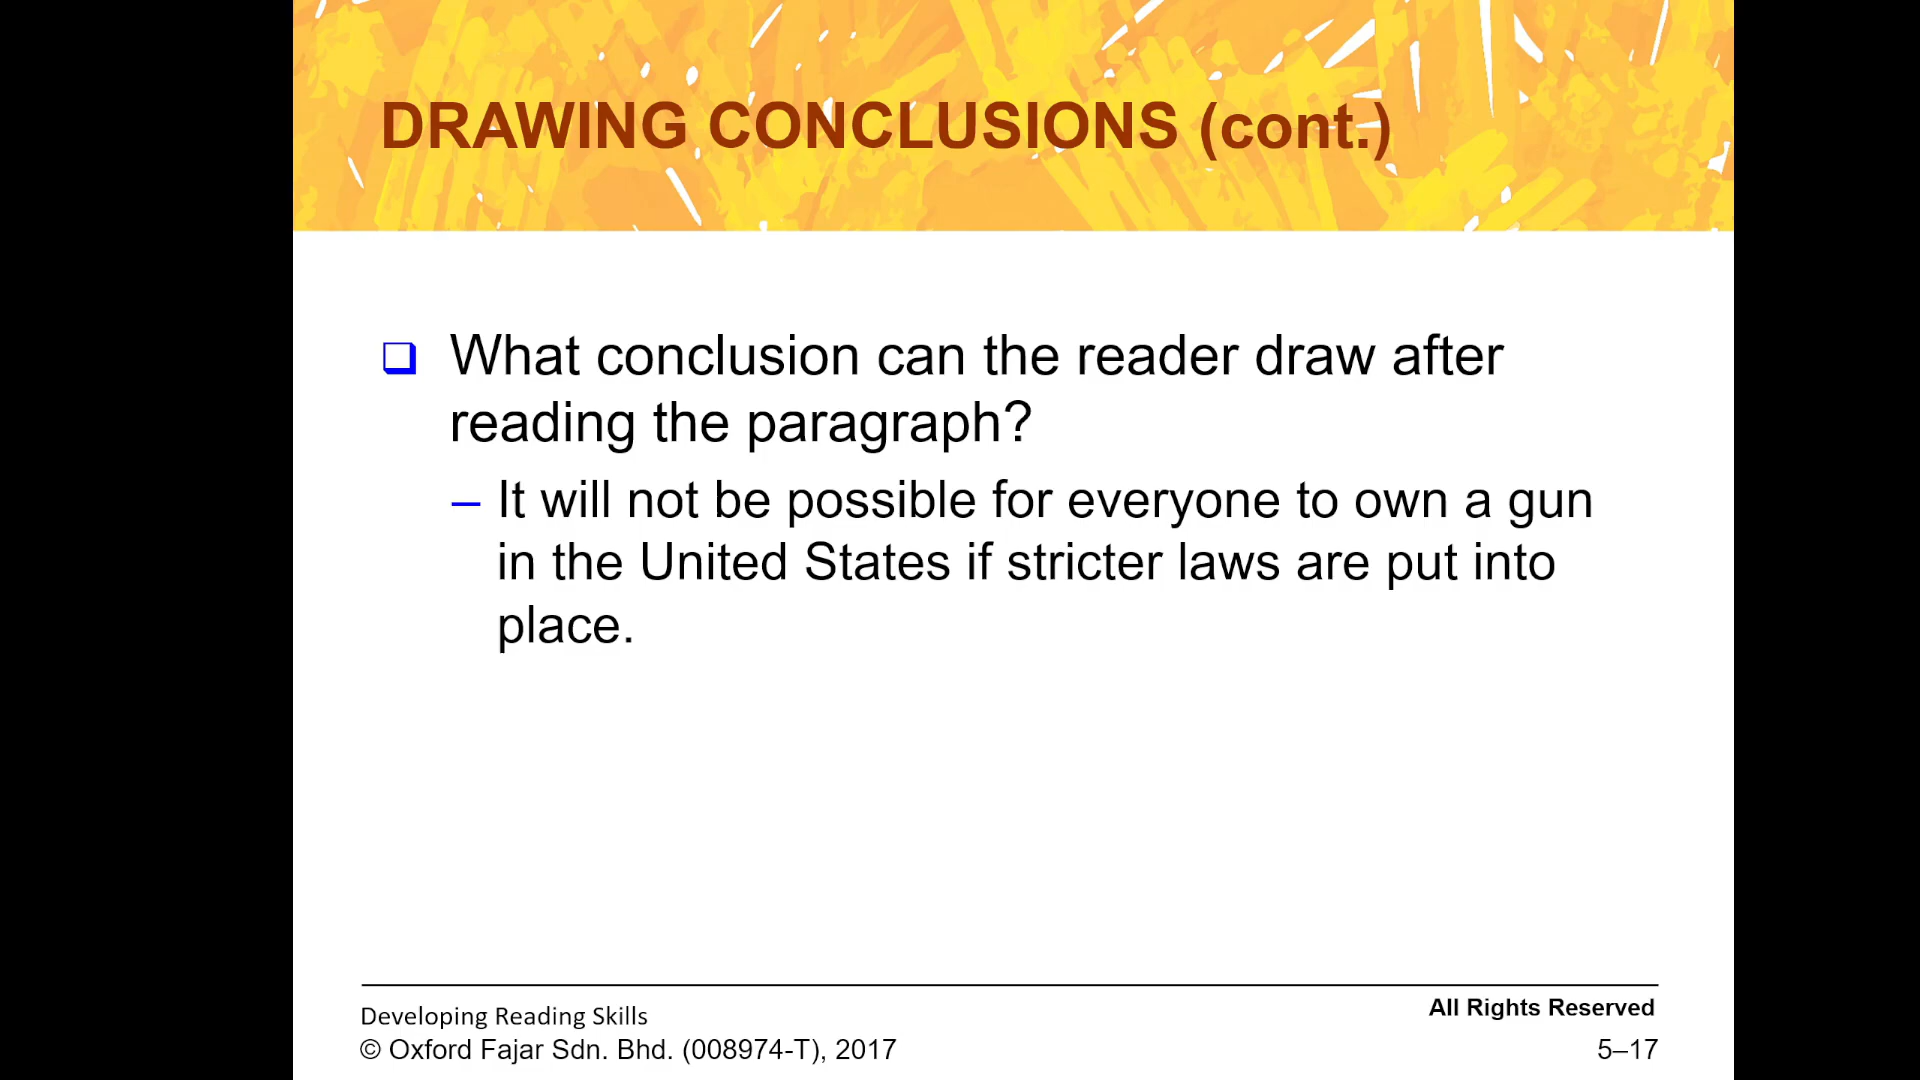 DRAWING CONCLUSIONS (cont.)
❑ What conclusion can the reader draw after
reading the paragraph?
– It will not be possible for everyone to own a gun
in the United States if stricter laws are put into
place.
Developing Reading Skills
All Rights Reserved
© Oxford Fajar Sdn. Bhd. (008974-T), 2017
5–17